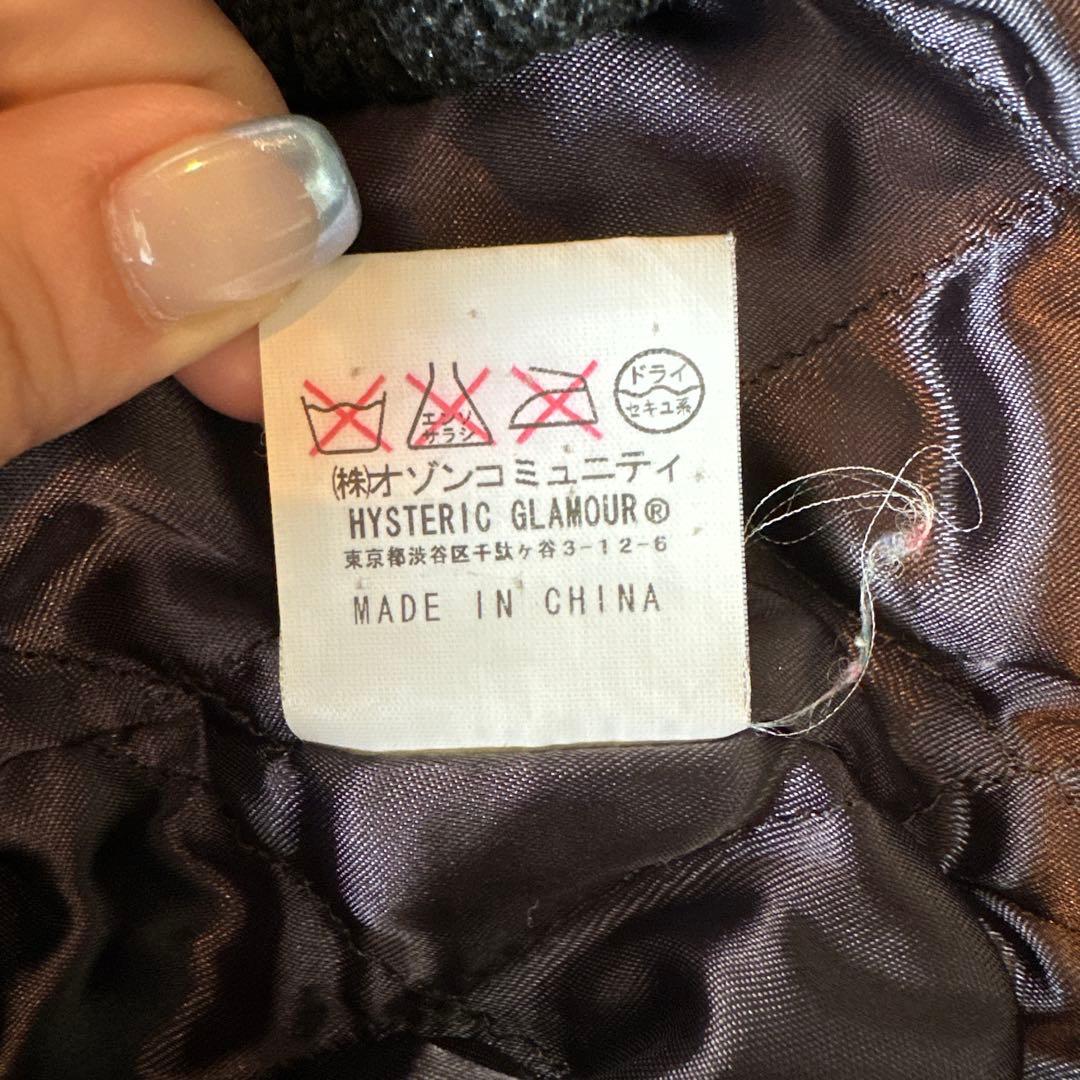 エンソ
サラシ
ドライ
セキユ系
(株)オゾンコミュニティ
HYSTERIC GLAMOUR®
東京都渋谷区千駄ヶ谷3-12-6
MADE IN CHINA